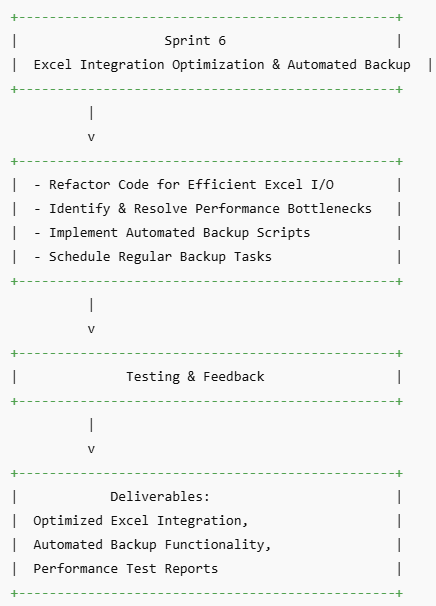 +-------------------------------------------------+
|                   Sprint 6                      |
|  Excel Integration Optimization & Automated Backup  |
+-------------------------------------------------+
          |
          v
+-------------------------------------------------+
|  - Refactor Code for Efficient Excel I/O        |
|  - Identify & Resolve Performance Bottlenecks   |
|  - Implement Automated Backup Scripts           |
|  - Schedule Regular Backup Tasks                |
+-------------------------------------------------+
          |
          v
+-------------------------------------------------+
|              Testing & Feedback                 |
+-------------------------------------------------+
          |
          v
+-------------------------------------------------+
|            Deliverables:                        |
|  Optimized Excel Integration,                   |
|  Automated Backup Functionality,                |
|  Performance Test Reports                       |
+-------------------------------------------------+